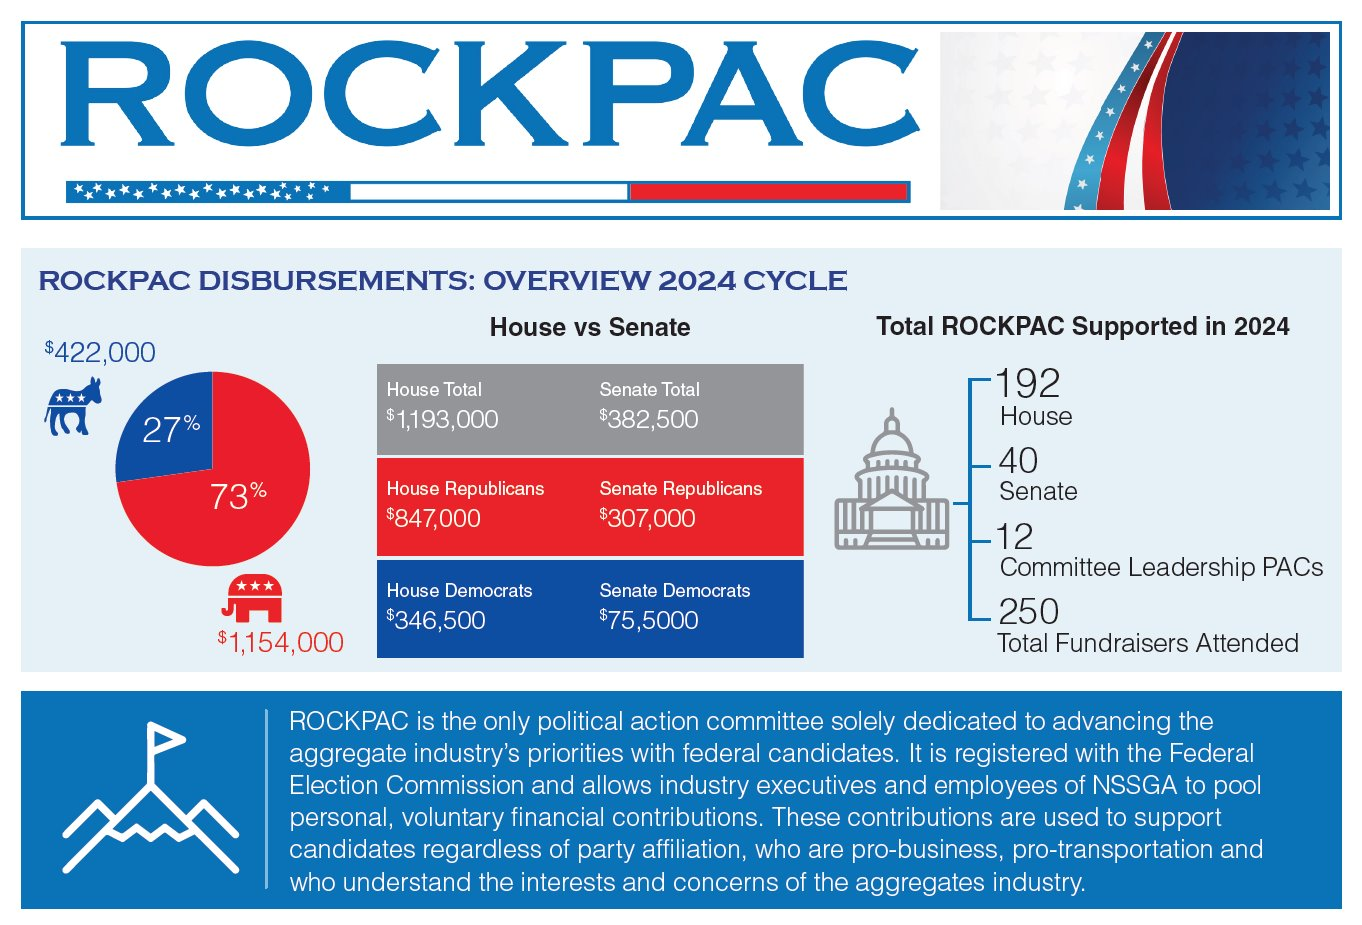 ROCKPAC
ROCKPAC DISBURSEMENTS: OVERVIEW 2024 CYCLE
$422,000
27%
73%
$1,154,000
House vs Senate
House Total
$1,193,000
Senate Total
$382,500
House Republicans
$847,000
Senate Republicans
$307,000
House Democrats
$346,500
Senate Democrats
$75,5000
Total ROCKPAC Supported in 2024
192
House
40
Senate
12
Committee Leadership PACs
250
Total Fundraisers Attended
ROCKPAC is the only political action committee solely dedicated to advancing the
aggregate industry’s priorities with federal candidates. It is registered with the Federal
Election Commission and allows industry executives and employees of NSSGA to pool
personal, voluntary financial contributions. These contributions are used to support
candidates regardless of party affiliation, who are pro-business, pro-transportation and
who understand the interests and concerns of the aggregates industry.